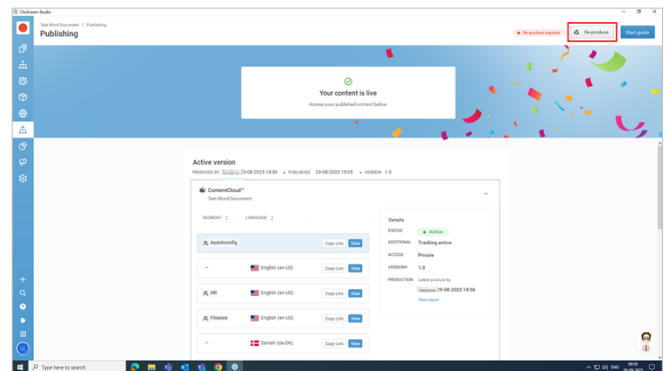 ClickLearn Studio
Test Word Document / Publishing
Publishing
Re-produce required
Re-produce
Start guide
Your content is live
Access your published content below
Active version
PRODUCED BY 29-08-2023 14:56 • PUBLISHED 29-08-2023 15:05 • VERSION 1.0
ContentCloud™
Test Word Document
SEGMENT LANGUAGE
Assistconfig Copy Link View
– English (en-US) Copy Link View
HR English (en-US) Copy Link View
Finance English (en-US) Copy Link View
– Danish (da-DK) Copy Link View
Details
STATUS Active
ADDITIONAL Tracking active
ACCESS Private
VERSION# 1.0
PRODUCTION Latest produce by
29-08-2023 14:56
View report
Type here to search
ENG